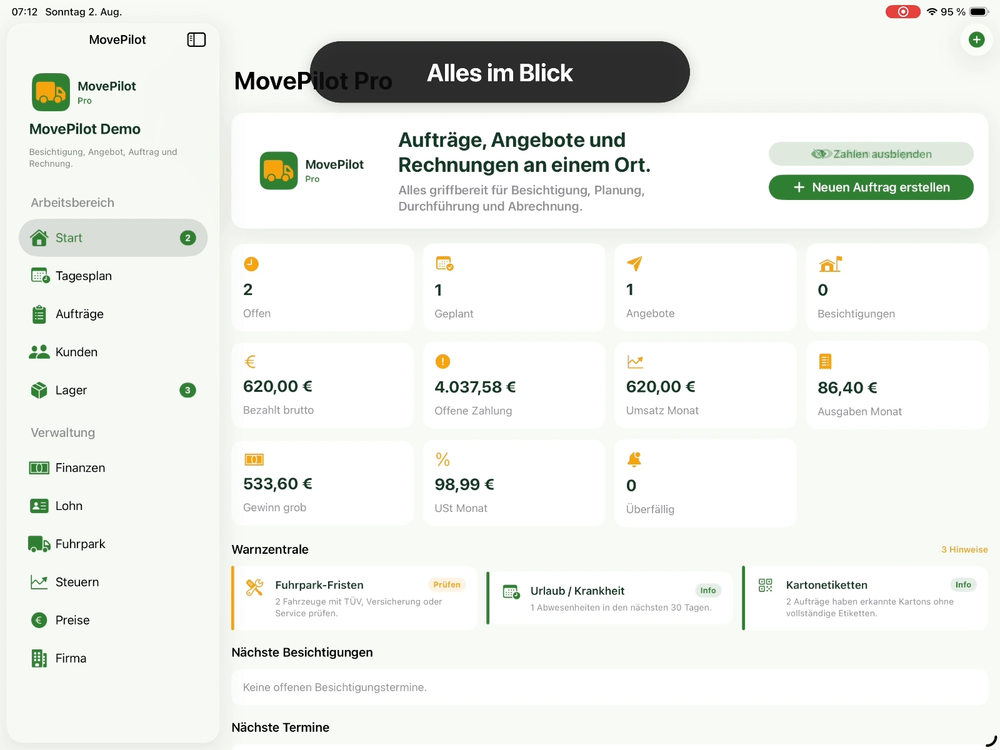 07:12 Sonntag 2. Aug.
95 %
MovePilot
MovePilot
Pro
MovePilot Demo
Besichtigung, Angebot, Auftrag und
Rechnung.
Arbeitsbereich
Start 2
Tagesplan
Aufträge
Kunden
Lager 3
Verwaltung
Finanzen
Lohn
Fuhrpark
Steuern
Preise
Firma
Alles im Blick
MovePilot Pro
MovePilot
Pro
Aufträge, Angebote und
Rechnungen an einem Ort.
Alles griffbereit für Besichtigung, Planung,
Durchführung und Abrechnung.
Zahlen ausblenden
+ Neuen Auftrag erstellen
2
Offen
1
Geplant
1
Angebote
0
Besichtigungen
€
620,00 €
Bezahlt brutto
4.037,58 €
Offene Zahlung
620,00 €
Umsatz Monat
86,40 €
Ausgaben Monat
533,60 €
Gewinn grob
%
98,99 €
USt Monat
0
Überfällig
Warnzentrale
3 Hinweise
Fuhrpark-Fristen
Prüfen
2 Fahrzeuge mit TÜV, Versicherung oder
Service prüfen.
Urlaub / Krankheit
Info
1 Abwesenheiten in den nächsten 30 Tagen.
Kartonetiketten
Info
2 Aufträge haben erkannte Kartons ohne
vollständige Etiketten.
Nächste Besichtigungen
Keine offenen Besichtigungstermine.
Nächste Termine